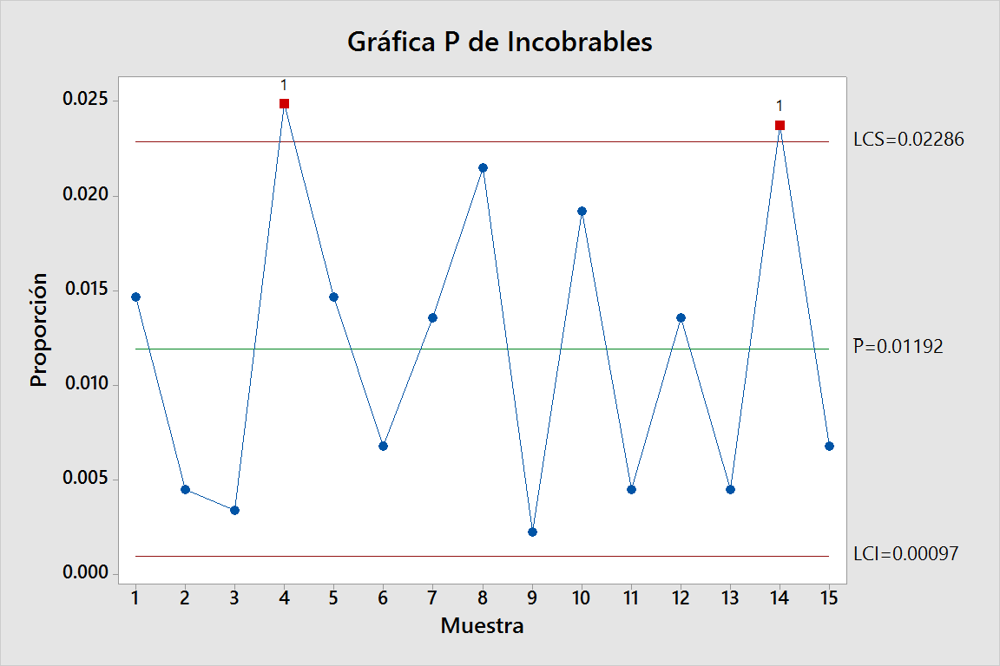 Gráfica P de Incobrables
1
1
0.025
LCS=0.02286
0.020
0.015
Proporción
P̅=0.01192
0.010
0.005
LCI=0.00097
0.000
1 2 3 4 5 6 7 8 9 10 11 12 13 14 15
Muestra